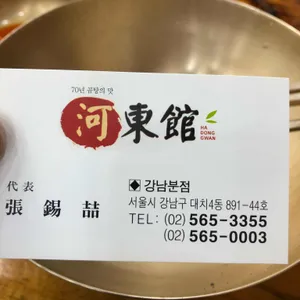 70년 곰탕의 맛
河東館
HA
DONG
GWAN
代表
張錫喆
강남분점
서울시 강남구 대치4동 891-44호
TEL: (02) 565-3355
(02) 565-0003